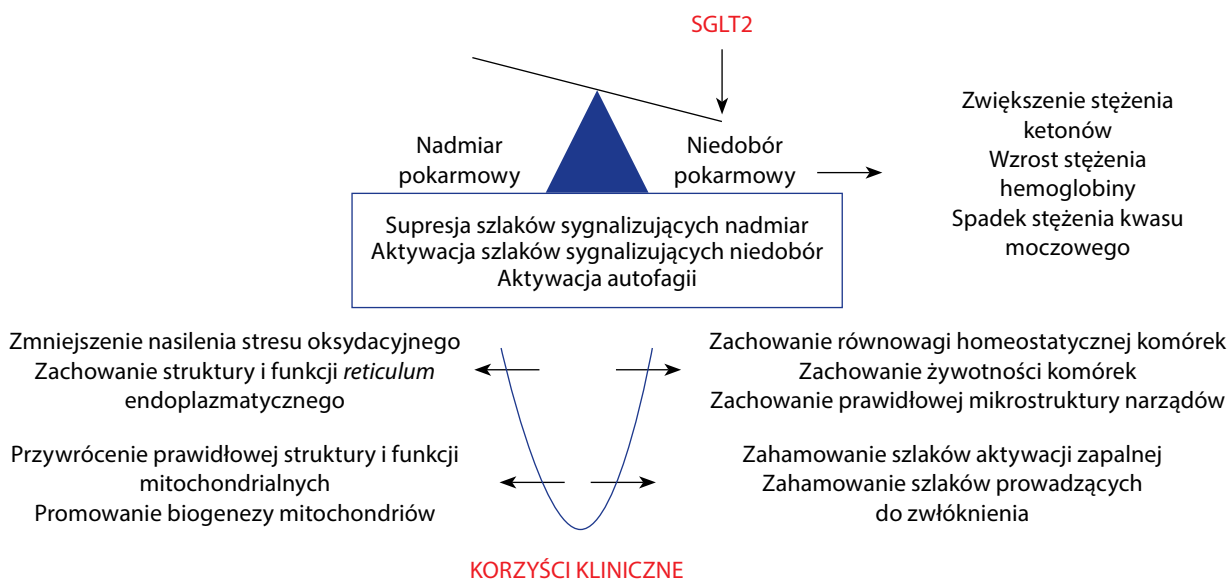 SGLT2
Nadmiar
pokarmowy
Niedobór
pokarmowy
Zwiększenie stężenia
ketonów
Wzrost stężenia
hemoglobiny
Spadek stężenia kwasu
moczowego
Supresja szlaków sygnalizujących nadmiar
Aktywacja szlaków sygnalizujących niedobór
Aktywacja autofagii
Zmniejszenie nasilenia stresu oksydacyjnego
Zachowanie struktury i funkcji reticulum
endoplazmatycznego
Zachowanie równowagi homeostatycznej komórek
Zachowanie żywotności komórek
Zachowanie prawidłowej mikrostruktury narządów
Przywrócenie prawidłowej struktury i funkcji
mitochondrialnych
Promowanie biogenezy mitochondriów
Zahamowanie szlaków aktywacji zapalnej
Zahamowanie szlaków prowadzących
do zwłóknienia
KORZYŚCI KLINICZNE